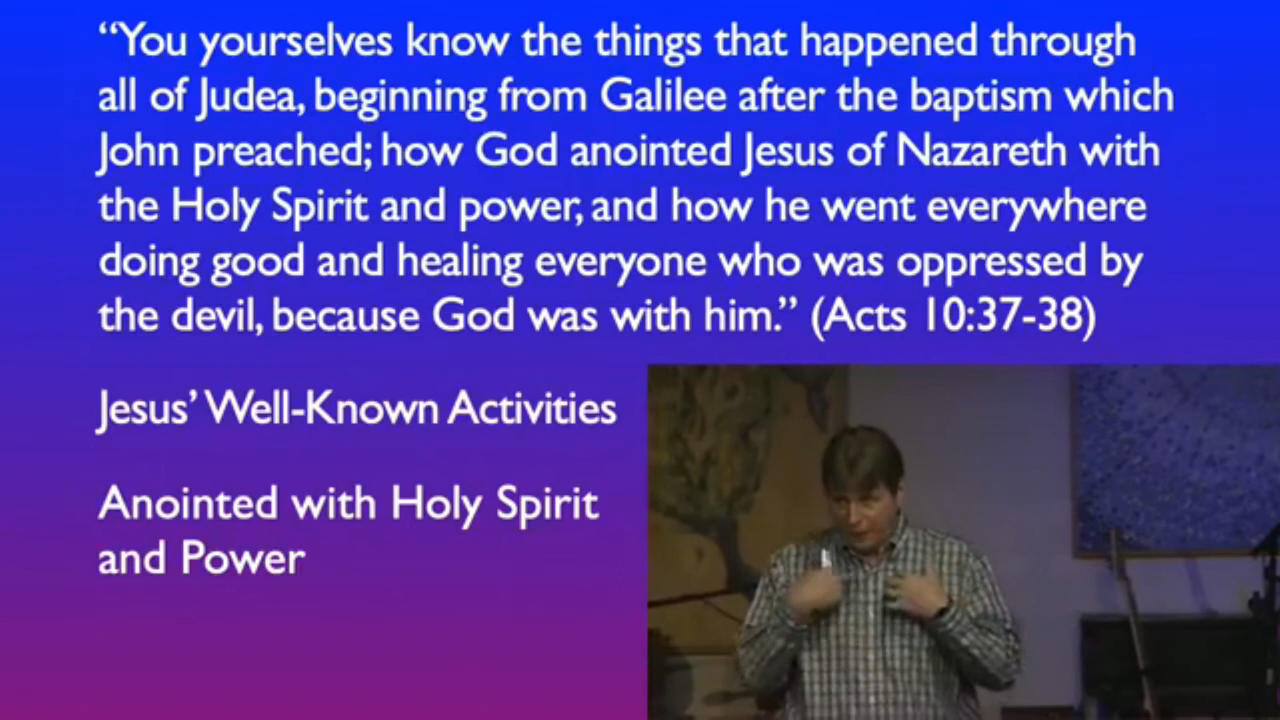 “You yourselves know the things that happened through
all of Judea, beginning from Galilee after the baptism which
John preached; how God anointed Jesus of Nazareth with
the Holy Spirit and power, and how he went everywhere
doing good and healing everyone who was oppressed by
the devil, because God was with him.” (Acts 10:37-38)
Jesus’ Well-Known Activities
Anointed with Holy Spirit
and Power